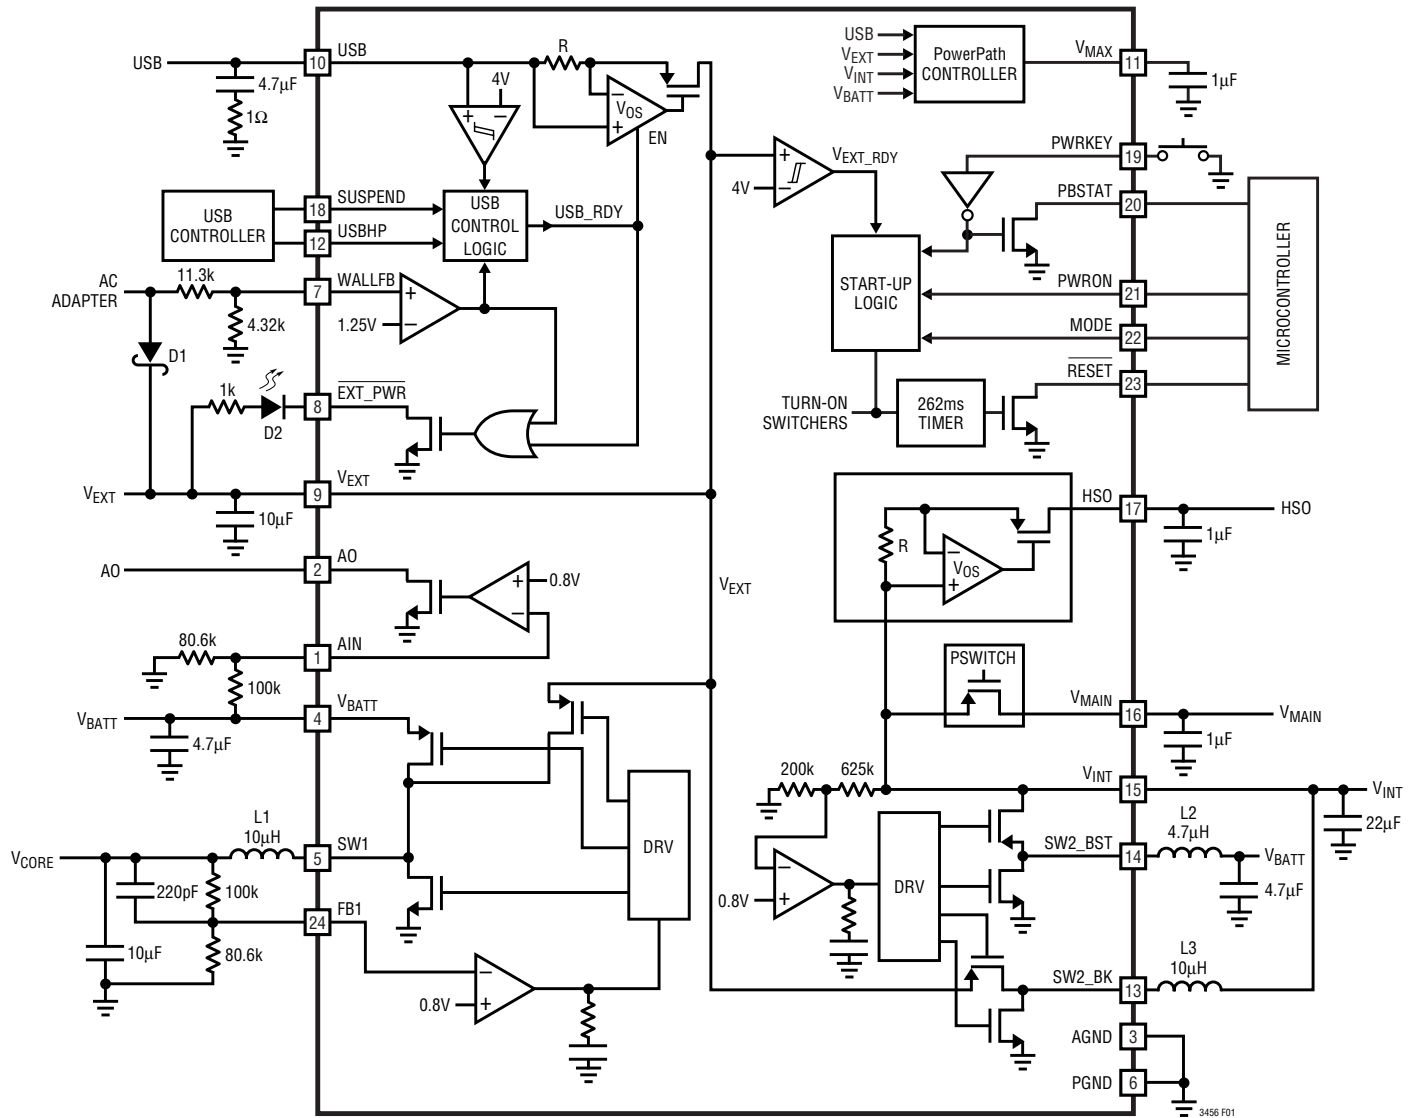 USB
10
USB
4.7µF
1Ω
R
4V
+
−
−
VOS
+
EN
USB
VEXT
VINT
VBATT
PowerPath
CONTROLLER
VMAX
11
1µF
USB
CONTROLLER
18
SUSPEND
12
USBHP
USB
CONTROL
LOGIC
USB_RDY
+
4V
−
VEXT_RDY
PWRKEY
19
PBSTAT
20
START-UP
LOGIC
PWRON
21
MODE
22
RESET
23
MICROCONTROLLER
AC
ADAPTER
11.3k
4.32k
7
WALLFB
+
1.25V
−
D1
1k
D2
8
EXT_PWR
TURN-ON
SWITCHERS
262ms
TIMER
VEXT
9
VEXT
10µF
HSO
17
HSO
1µF
R
−
VOS
+
AO
2
AO
+
0.8V
−
VEXT
80.6k
1
AIN
100k
VBATT
4
VBATT
4.7µF
PSWITCH
VMAIN
16
VMAIN
1µF
200k
625k
VINT
15
VINT
22µF
DRV
VCORE
L1
10µH
5
SW1
220pF
100k
24
FB1
10µF
80.6k
−
0.8V
+
−
0.8V
+
DRV
SW2_BST
14
L2
4.7µH
VBATT
4.7µF
SW2_BK
13
L3
10µH
AGND
3
PGND
6
3456 F01